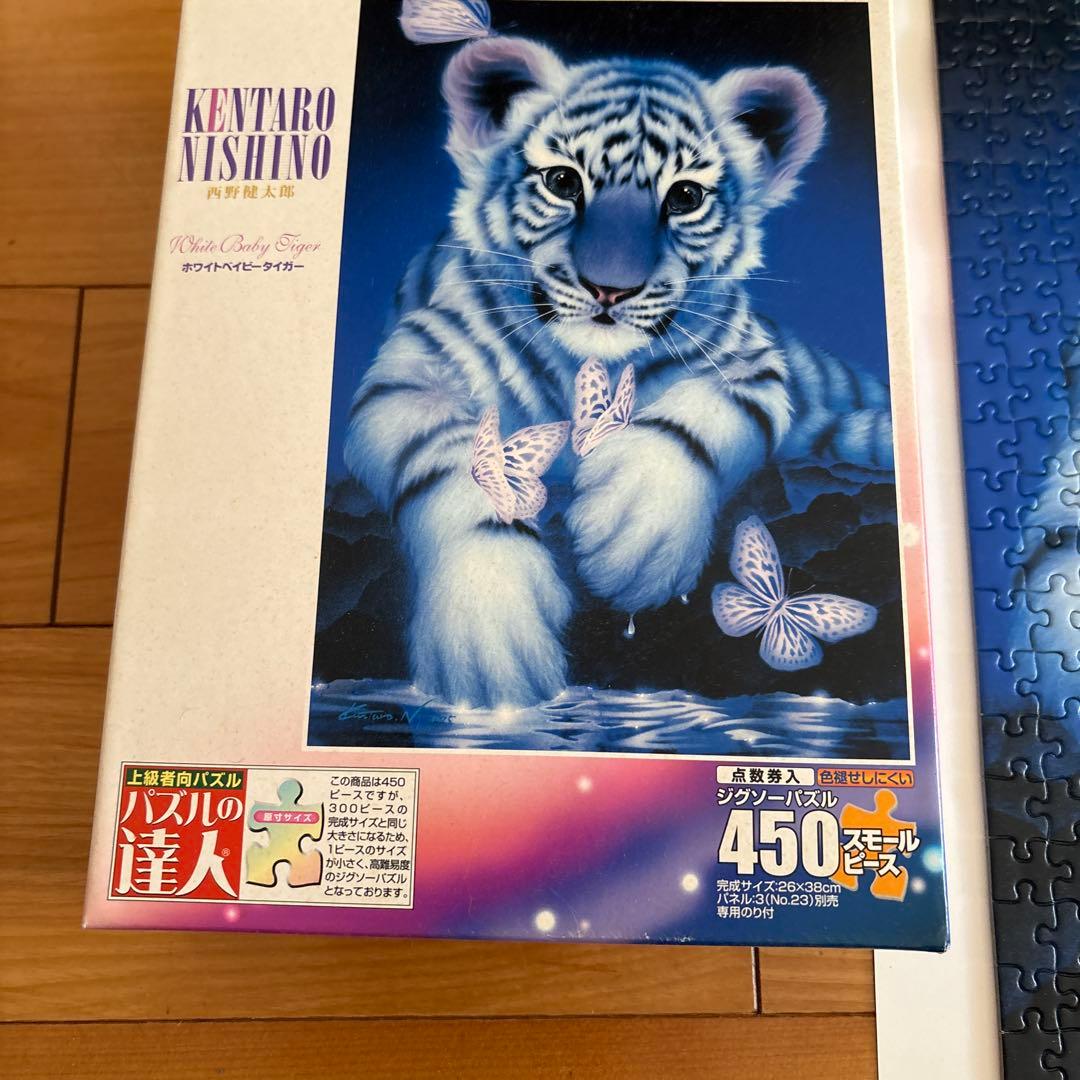 KENTARO
NISHINO
西野健太郎
White Baby Tiger
ホワイトベイビータイガー
上級者向パズル
パズルの
達人®
原寸サイズ
この商品は450
ピースですが、
300ピースの
完成サイズと同じ
大きさになるため、
1ピースのサイズ
が小さく、高難易度
のジグソーパズル
となっております。
点数券入
色褪せしにくい
ジグソーパズル
450
スモール
ピース
完成サイズ:26×38cm
パネル:3(No.23)別売
専用のり付